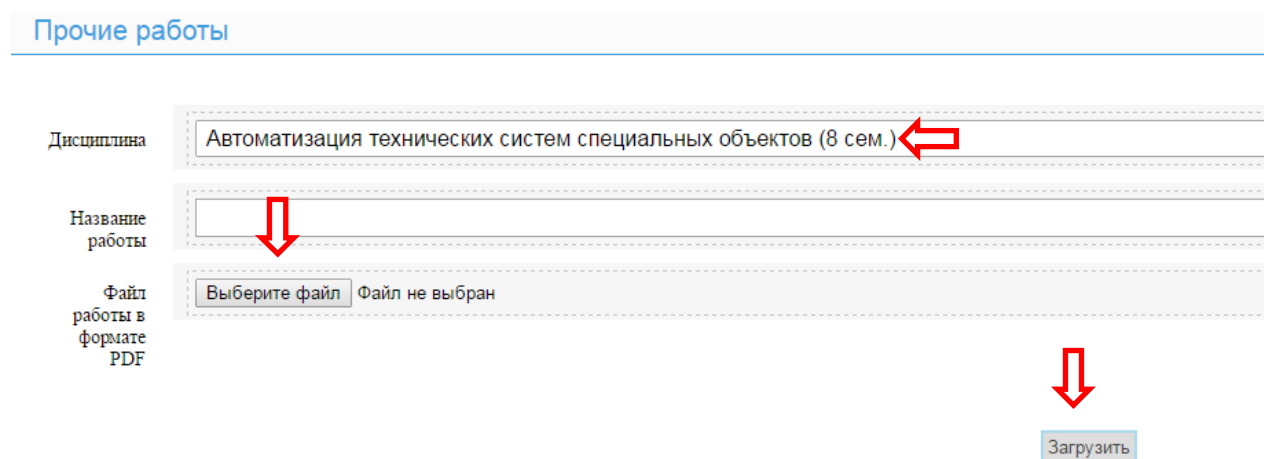 Прочие работы
Дисциплина
Автоматизация технических систем специальных объектов (8 сем.)
Название
работы
Файл
работы в
формате
PDF
Выберите файл Файл не выбран
Загрузить